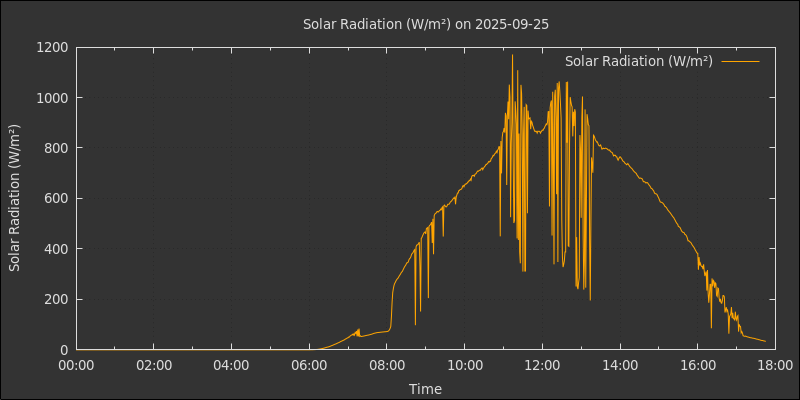 Solar Radiation (W/m²) on 2025-09-25
Solar Radiation (W/m²)
1200
1000
800
600
400
200
0
Solar Radiation (W/m²)
00:00 02:00 04:00 06:00 08:00 10:00 12:00 14:00 16:00 18:00
Time